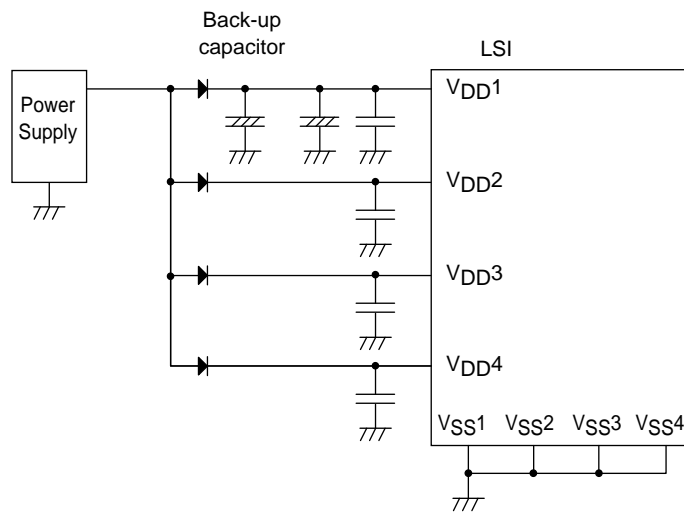 Back-up
capacitor
LSI
Power
Supply
VDD1
VDD2
VDD3
VDD4
VSS1 VSS2 VSS3 VSS4